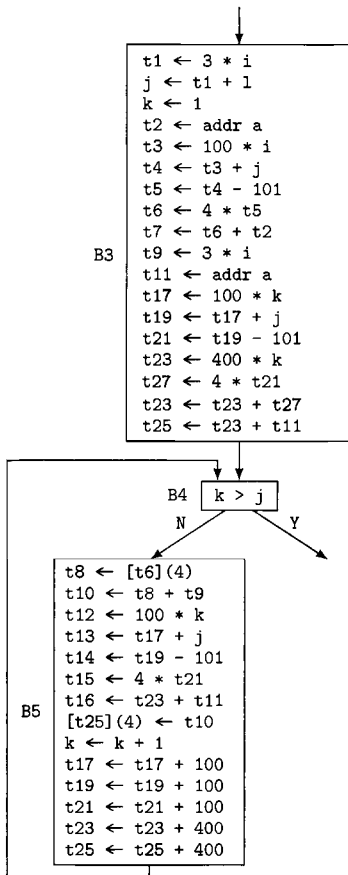 t1 ← 3 * i
j ← t1 + 1
k ← 1
t2 ← addr a
t3 ← 100 * i
t4 ← t3 + j
t5 ← t4 - 101
t6 ← 4 * t5
t7 ← t6 + t2
B3
t9 ← 3 * i
t11 ← addr a
t17 ← 100 * k
t19 ← t17 + j
t21 ← t19 - 101
t23 ← 400 * k
t27 ← 4 * t21
t23 ← t23 + t27
t25 ← t23 + t11
B4 k > j
N Y
t8 ← [t6](4)
t10 ← t8 + t9
t12 ← 100 * k
t13 ← t17 + j
t14 ← t19 - 101
t15 ← 4 * t21
t16 ← t23 + t11
B5
[t25](4) ← t10
k ← k + 1
t17 ← t17 + 100
t19 ← t19 + 100
t21 ← t21 + 100
t23 ← t23 + 400
t25 ← t25 + 400